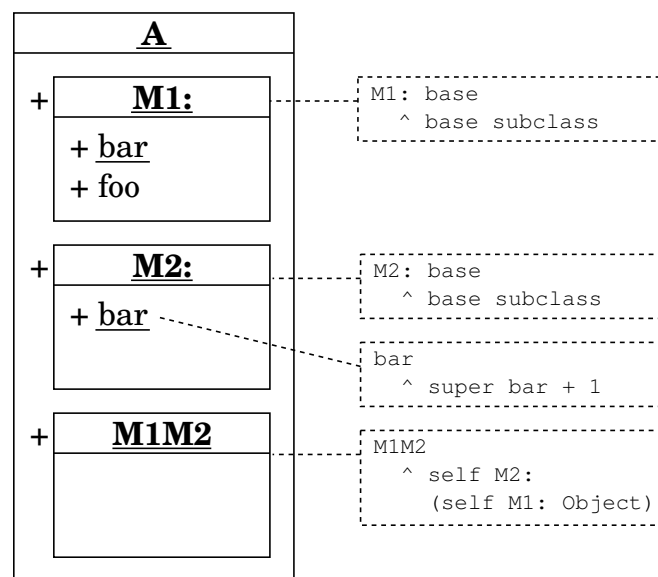 A
+ M1:
+ bar
+ foo
M1: base
^ base subclass
+ M2:
+ bar
M2: base
^ base subclass
bar
^ super bar + 1
+ M1M2
M1M2
^ self M2:
(self M1: Object)